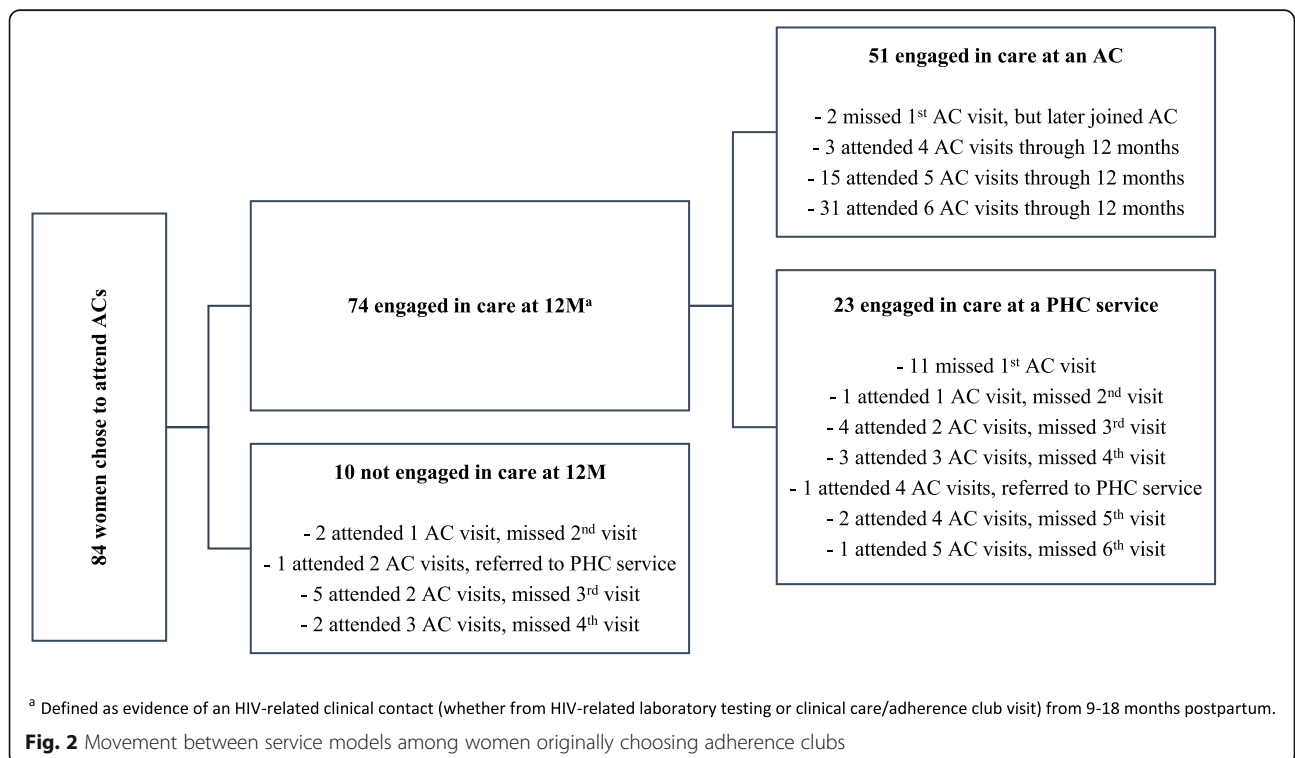 84 women chose to attend ACs
74 engaged in care at 12Mᵃ
10 not engaged in care at 12M
- 2 attended 1 AC visit, missed 2ⁿᵈ visit
- 1 attended 2 AC visits, referred to PHC service
- 5 attended 2 AC visits, missed 3ʳᵈ visit
- 2 attended 3 AC visits, missed 4ᵗʰ visit
51 engaged in care at an AC
- 2 missed 1ˢᵗ AC visit, but later joined AC
- 3 attended 4 AC visits through 12 months
- 15 attended 5 AC visits through 12 months
- 31 attended 6 AC visits through 12 months
23 engaged in care at a PHC service
- 11 missed 1ˢᵗ AC visit
- 1 attended 1 AC visit, missed 2ⁿᵈ visit
- 4 attended 2 AC visits, missed 3ʳᵈ visit
- 3 attended 3 AC visits, missed 4ᵗʰ visit
- 1 attended 4 AC visits, referred to PHC service
- 2 attended 4 AC visits, missed 5ᵗʰ visit
- 1 attended 5 AC visits, missed 6ᵗʰ visit
ᵃ Defined as evidence of an HIV-related clinical contact (whether from HIV-related laboratory testing or clinical care/adherence club visit) from 9-18 months postpartum.
Fig. 2 Movement between service models among women originally choosing adherence clubs